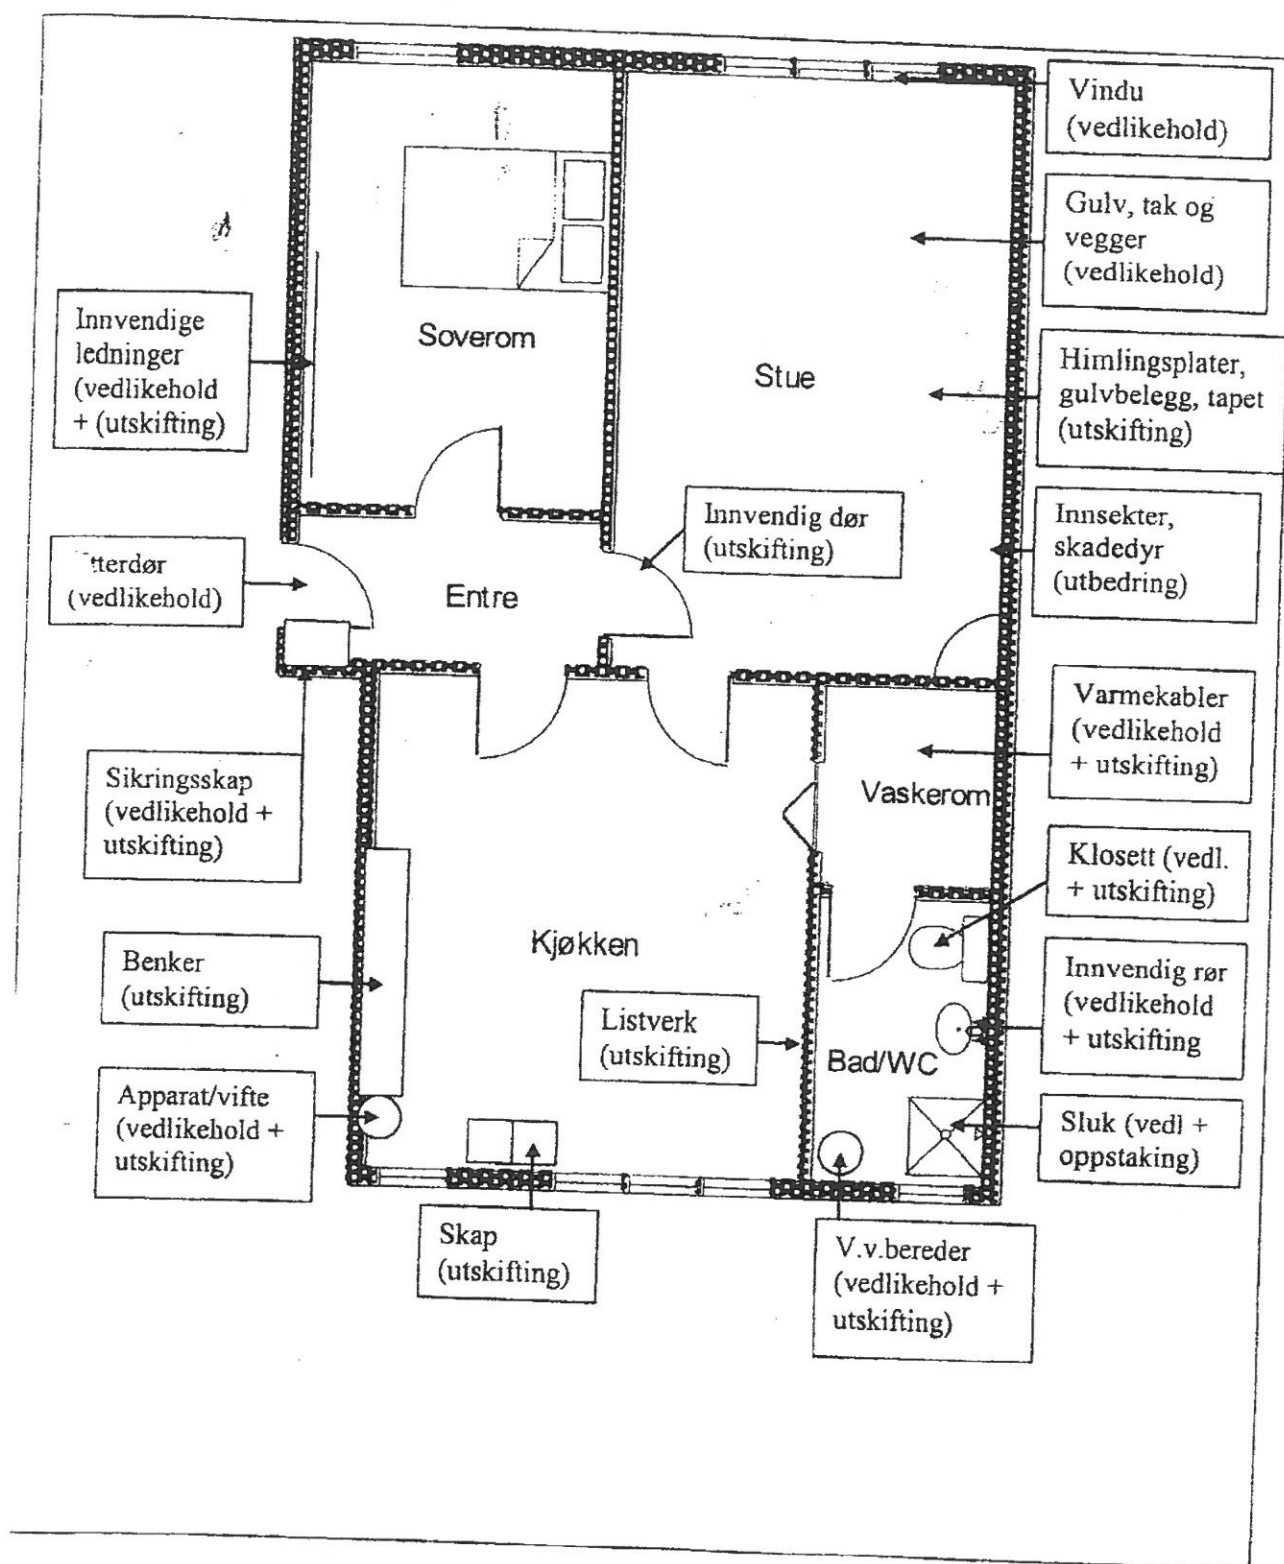 Vindu
(vedlikehold)
Gulv, tak og
vegger
(vedlikehold)
Innvendige
ledninger
(vedlikehold
+ (utskifting)
Soverom
Stue
Himlingsplater,
gulvbelegg, tapet
(utskifting)
Innvendig dør
(utskifting)
Innsekter,
skadedyr
(utbedring)
tterdør
(vedlikehold)
Entre
Varmekabler
(vedlikehold
+ utskifting)
Sikringsskap
(vedlikehold +
utskifting)
Vaskerom
Klosett (vedl.
+ utskifting)
Benker
(utskifting)
Kjøkken
Listverk
(utskifting)
Innvendig rør
(vedlikehold
+ utskifting
Bad/WC
Apparat/vifte
(vedlikehold +
utskifting)
Sluk (vedl +
oppstaking)
Skap
(utskifting)
V.v.bereder
(vedlikehold +
utskifting)